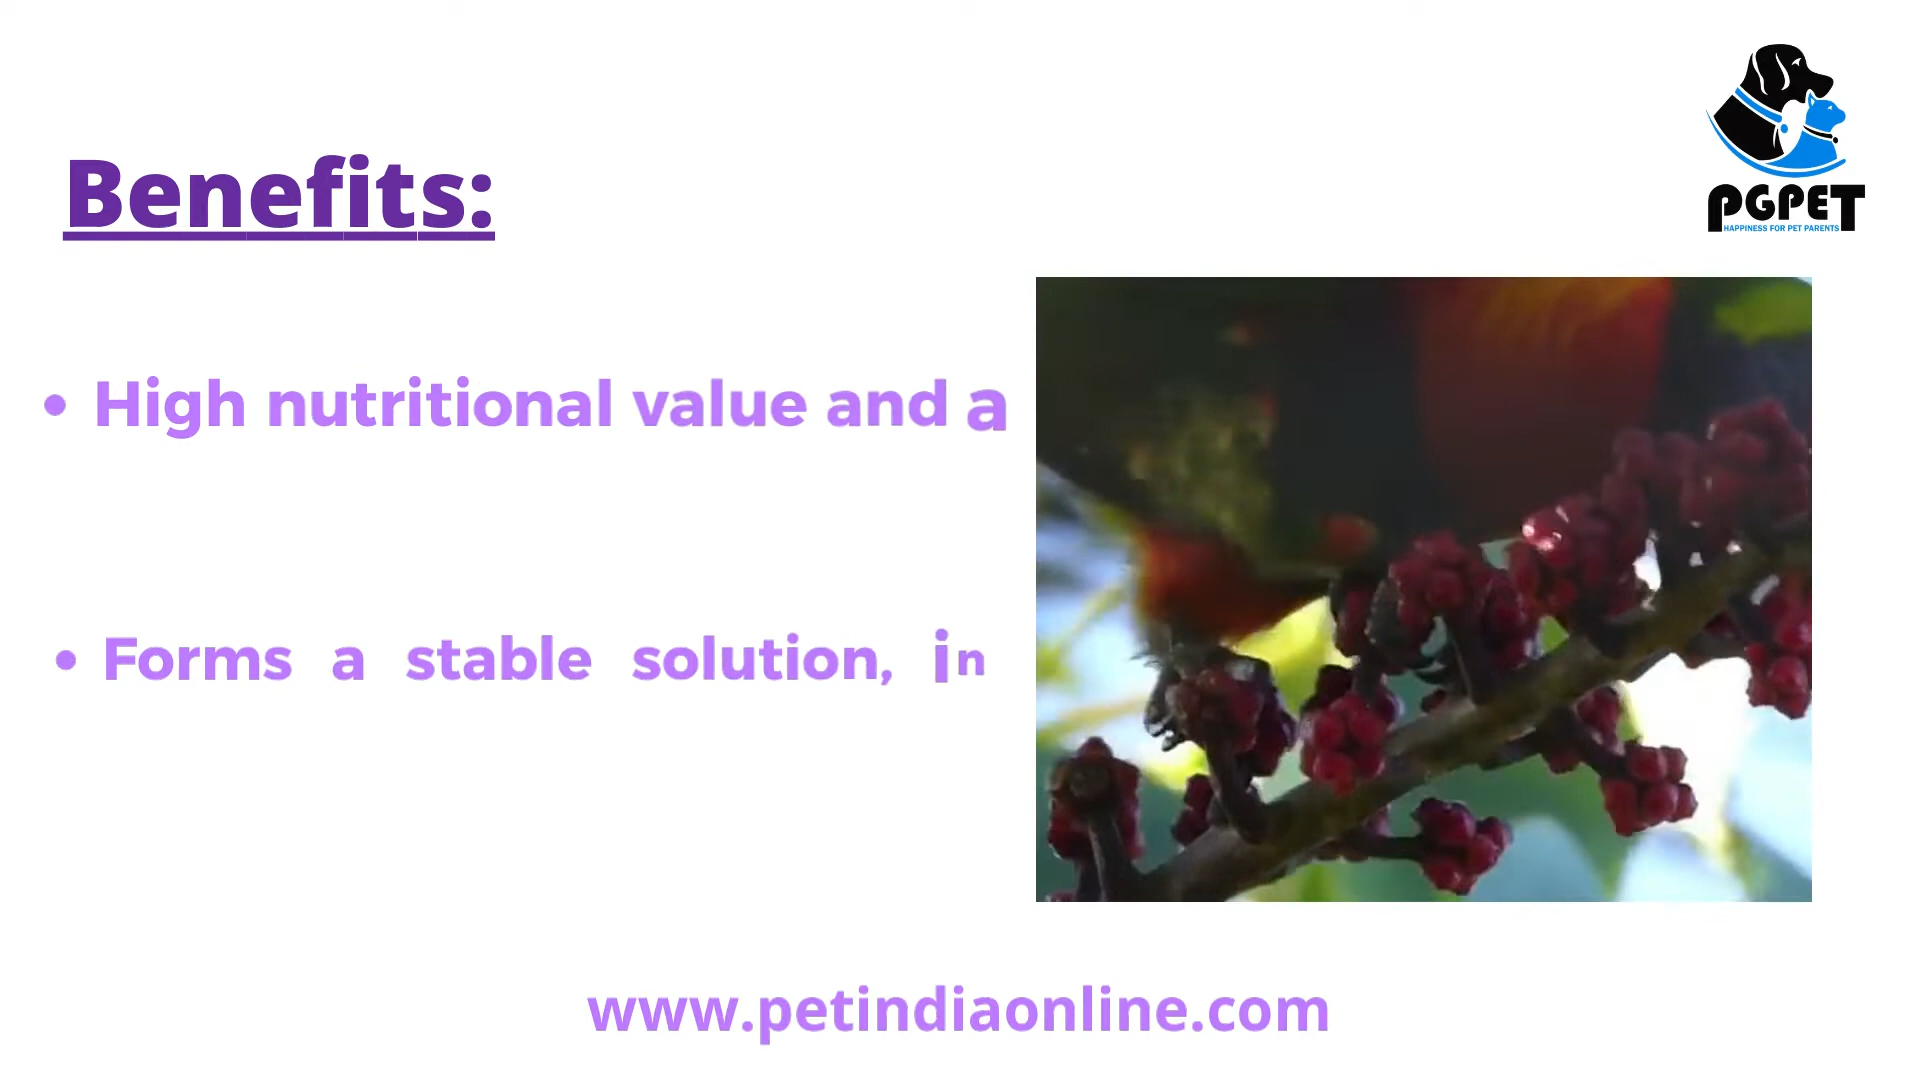 PGPET
HAPPINESS FOR PET PARENTS
Benefits:
• High nutritional value and a
• Forms a stable solution, in
www.petindiaonline.com